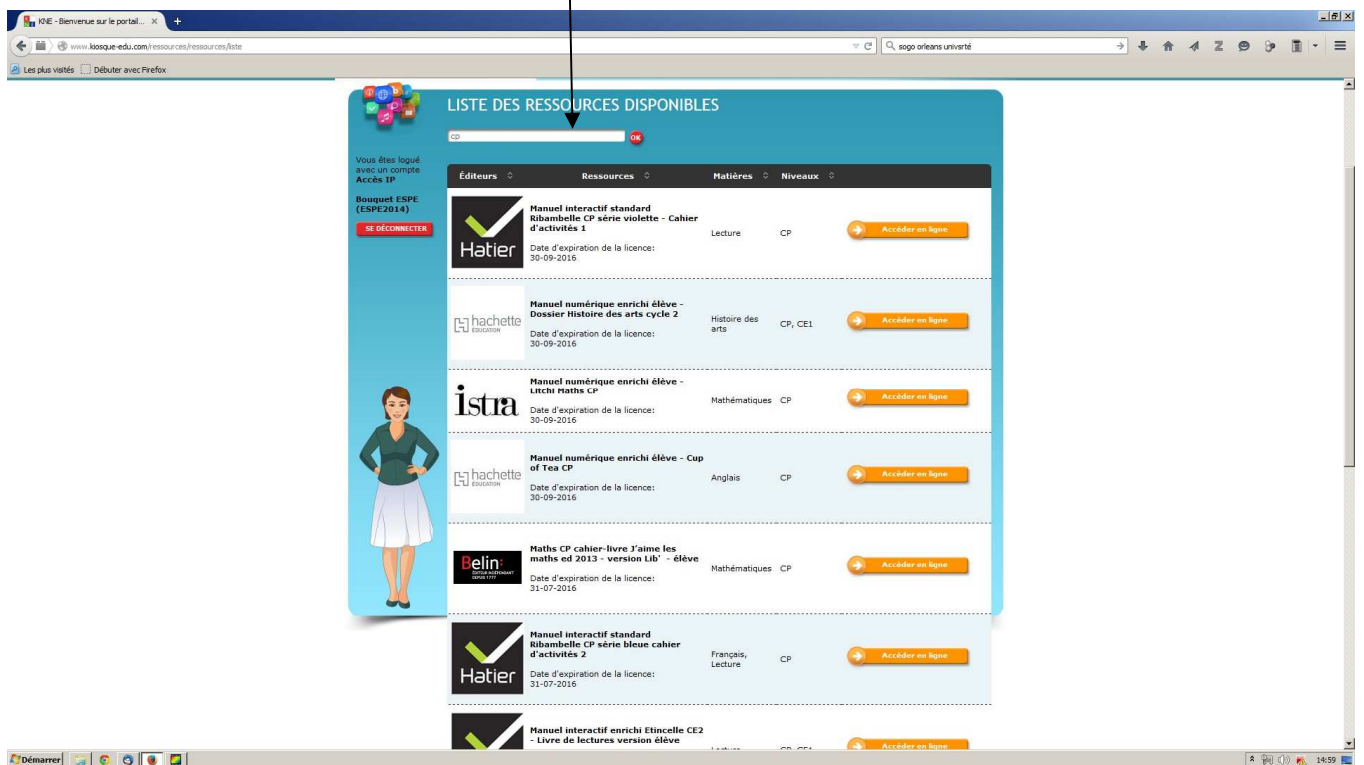 KNE - Bienvenue sur le portail...
www.kiosque-edu.com/ressources/ressources/liste
sogo orleans univsrté
Les plus visités
Débuter avec Firefox
LISTE DES RESSOURCES DISPONIBLES
cp
OK
Vous êtes logué
avec un compte
Accès IP
Bouquet ESPE
(ESPE2014)
SE DÉCONNECTER
Éditeurs Ressources Matières Niveaux
Hatier
Manuel interactif standard
Ribambelle CP série violette - Cahier
d'activités 1
Date d'expiration de la licence:
30-09-2016
Lecture
CP
Accéder en ligne
hachette
ÉDUCATION
Manuel numérique enrichi élève -
Dossier Histoire des arts cycle 2
Date d'expiration de la licence:
30-09-2016
Histoire des
arts
CP, CE1
Accéder en ligne
istra
Manuel numérique enrichi élève -
Litchi Maths CP
Date d'expiration de la licence:
30-09-2016
Mathématiques
CP
Accéder en ligne
hachette
ÉDUCATION
Manuel numérique enrichi élève - Cup
of Tea CP
Date d'expiration de la licence:
30-09-2016
Anglais
CP
Accéder en ligne
Belin:
ÉDITEUR INDÉPENDANT
DEPUIS 1777
Maths CP cahier-livre J'aime les
maths ed 2013 - version Lib' - élève
Date d'expiration de la licence:
31-07-2016
Mathématiques
CP
Accéder en ligne
Hatier
Manuel interactif standard
Ribambelle CP série bleue cahier
d'activités 2
Date d'expiration de la licence:
31-07-2016
Français,
Lecture
CP
Accéder en ligne
Manuel interactif enrichi Etincelle CE2
- Livre de lectures version élève
Lecture
CP, CE1
Accéder en ligne
Démarrer
14:59